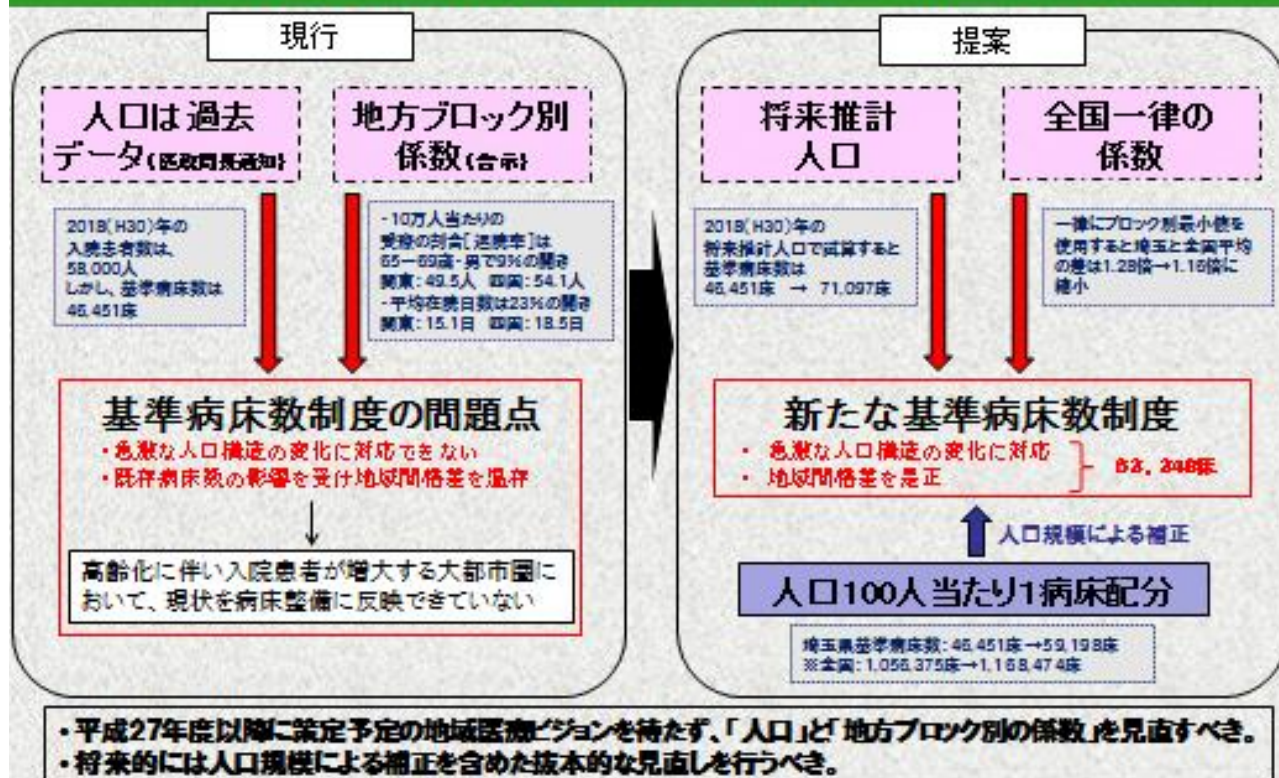 現行
人口は過去
データ(医政局長通知)
地方ブロック別
係数(告示)
2018(H30)年の
入院患者数は、
58,000人
しかし、基準病床数は
46,451床
・10万人当たりの
受療の割合[退院率]は
65－69歳・男で9%の開き
関東：49.5人 四国：54.1人
・平均在院日数は23%の開き
関東：15.1日 四国：18.5日
基準病床数制度の問題点
・急激な人口構造の変化に対応できない
・既存病床数の影響を受け地域間格差を温存
高齢化に伴い入院患者が増大する大都市圏に
おいて、現状を病床整備に反映できていない
提案
将来推計
人口
全国一律の
係数
2018(H30)年の
将来推計人口で試算すると
基準病床数は
46,451床 → 71,097床
一律にブロック別最小値を
使用すると埼玉と全国平均
の差は1.28倍→1.16倍に
縮小
新たな基準病床数制度
・ 急激な人口構造の変化に対応
・ 地域間格差を是正
人口規模による補正
人口100人当たり1病床配分
埼玉県基準病床数：46,451床→59,198床
※全国：1,056,375床→1,168,474床
・平成27年度以降に策定予定の地域医療ビジョンを待たず、「人口」と「地方ブロック別の係数」を見直すべき。
・将来的には人口規模による補正を含めた抜本的な見直しを行うべき。